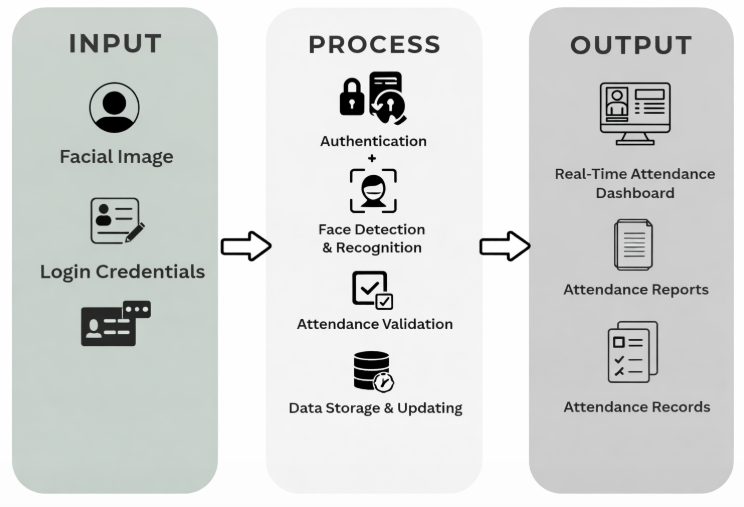 INPUT
Facial Image
Login Credentials
PROCESS
Authentication
+
Face Detection
& Recognition
Attendance Validation
Data Storage & Updating
OUTPUT
Real-Time Attendance
Dashboard
Attendance Reports
Attendance Records